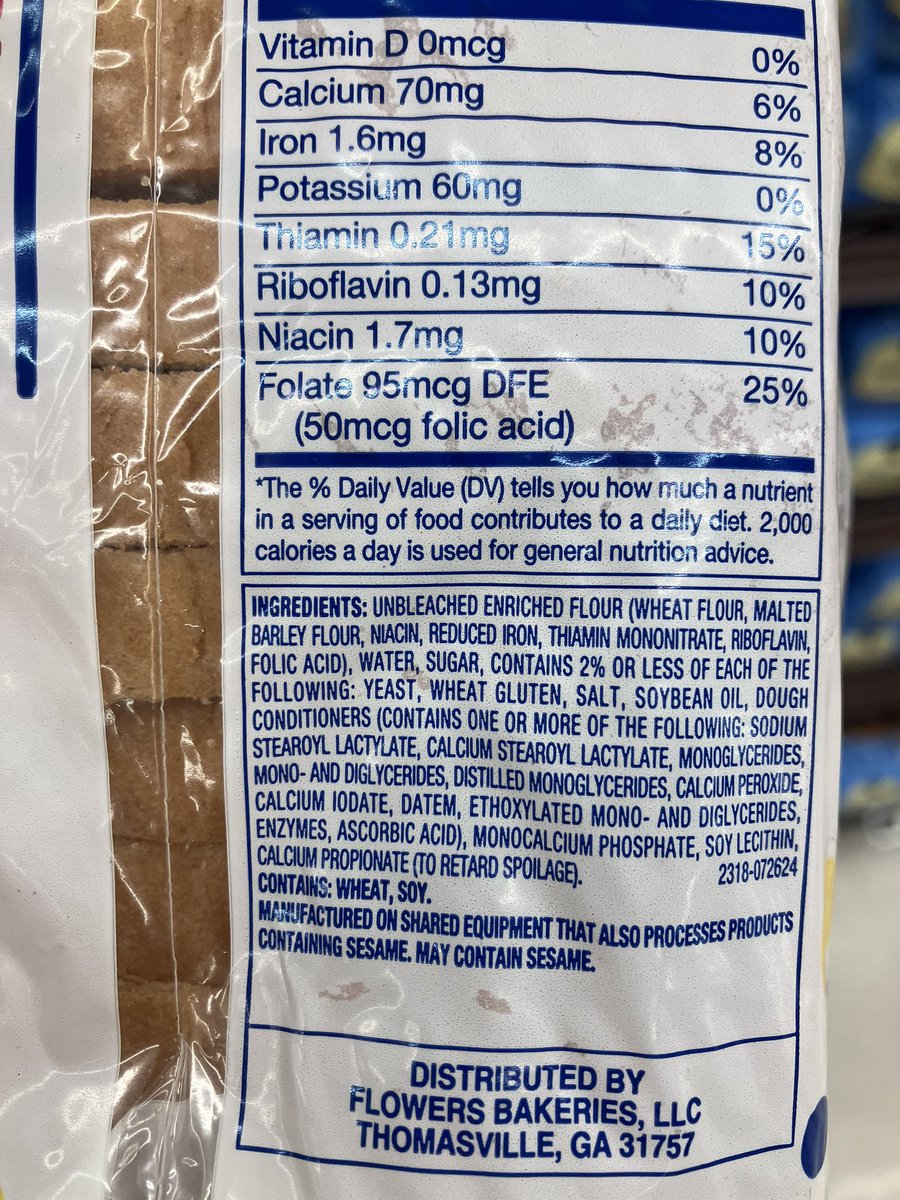 Vitamin D 0mcg 0%
Calcium 70mg 6%
Iron 1.6mg 8%
Potassium 60mg 0%
Thiamin 0.21mg 15%
Riboflavin 0.13mg 10%
Niacin 1.7mg 10%
Folate 95mcg DFE 25%
(50mcg folic acid)
*The % Daily Value (DV) tells you how much a nutrient
in a serving of food contributes to a daily diet. 2,000
calories a day is used for general nutrition advice.
INGREDIENTS: UNBLEACHED ENRICHED FLOUR (WHEAT FLOUR, MALTED
BARLEY FLOUR, NIACIN, REDUCED IRON, THIAMIN MONONITRATE, RIBOFLAVIN,
FOLIC ACID), WATER, SUGAR, CONTAINS 2% OR LESS OF EACH OF THE
FOLLOWING: YEAST, WHEAT GLUTEN, SALT, SOYBEAN OIL, DOUGH
CONDITIONERS (CONTAINS ONE OR MORE OF THE FOLLOWING: SODIUM
STEAROYL LACTYLATE, CALCIUM STEAROYL LACTYLATE, MONOGLYCERIDES,
MONO- AND DIGLYCERIDES, DISTILLED MONOGLYCERIDES, CALCIUM PEROXIDE,
CALCIUM IODATE, DATEM, ETHOXYLATED MONO- AND DIGLYCERIDES,
ENZYMES, ASCORBIC ACID), MONOCALCIUM PHOSPHATE, SOY LECITHIN,
CALCIUM PROPIONATE (TO RETARD SPOILAGE). 2318-072624
CONTAINS: WHEAT, SOY.
MANUFACTURED ON SHARED EQUIPMENT THAT ALSO PROCESSES PRODUCTS
CONTAINING SESAME. MAY CONTAIN SESAME.
DISTRIBUTED BY
FLOWERS BAKERIES, LLC
THOMASVILLE, GA 31757